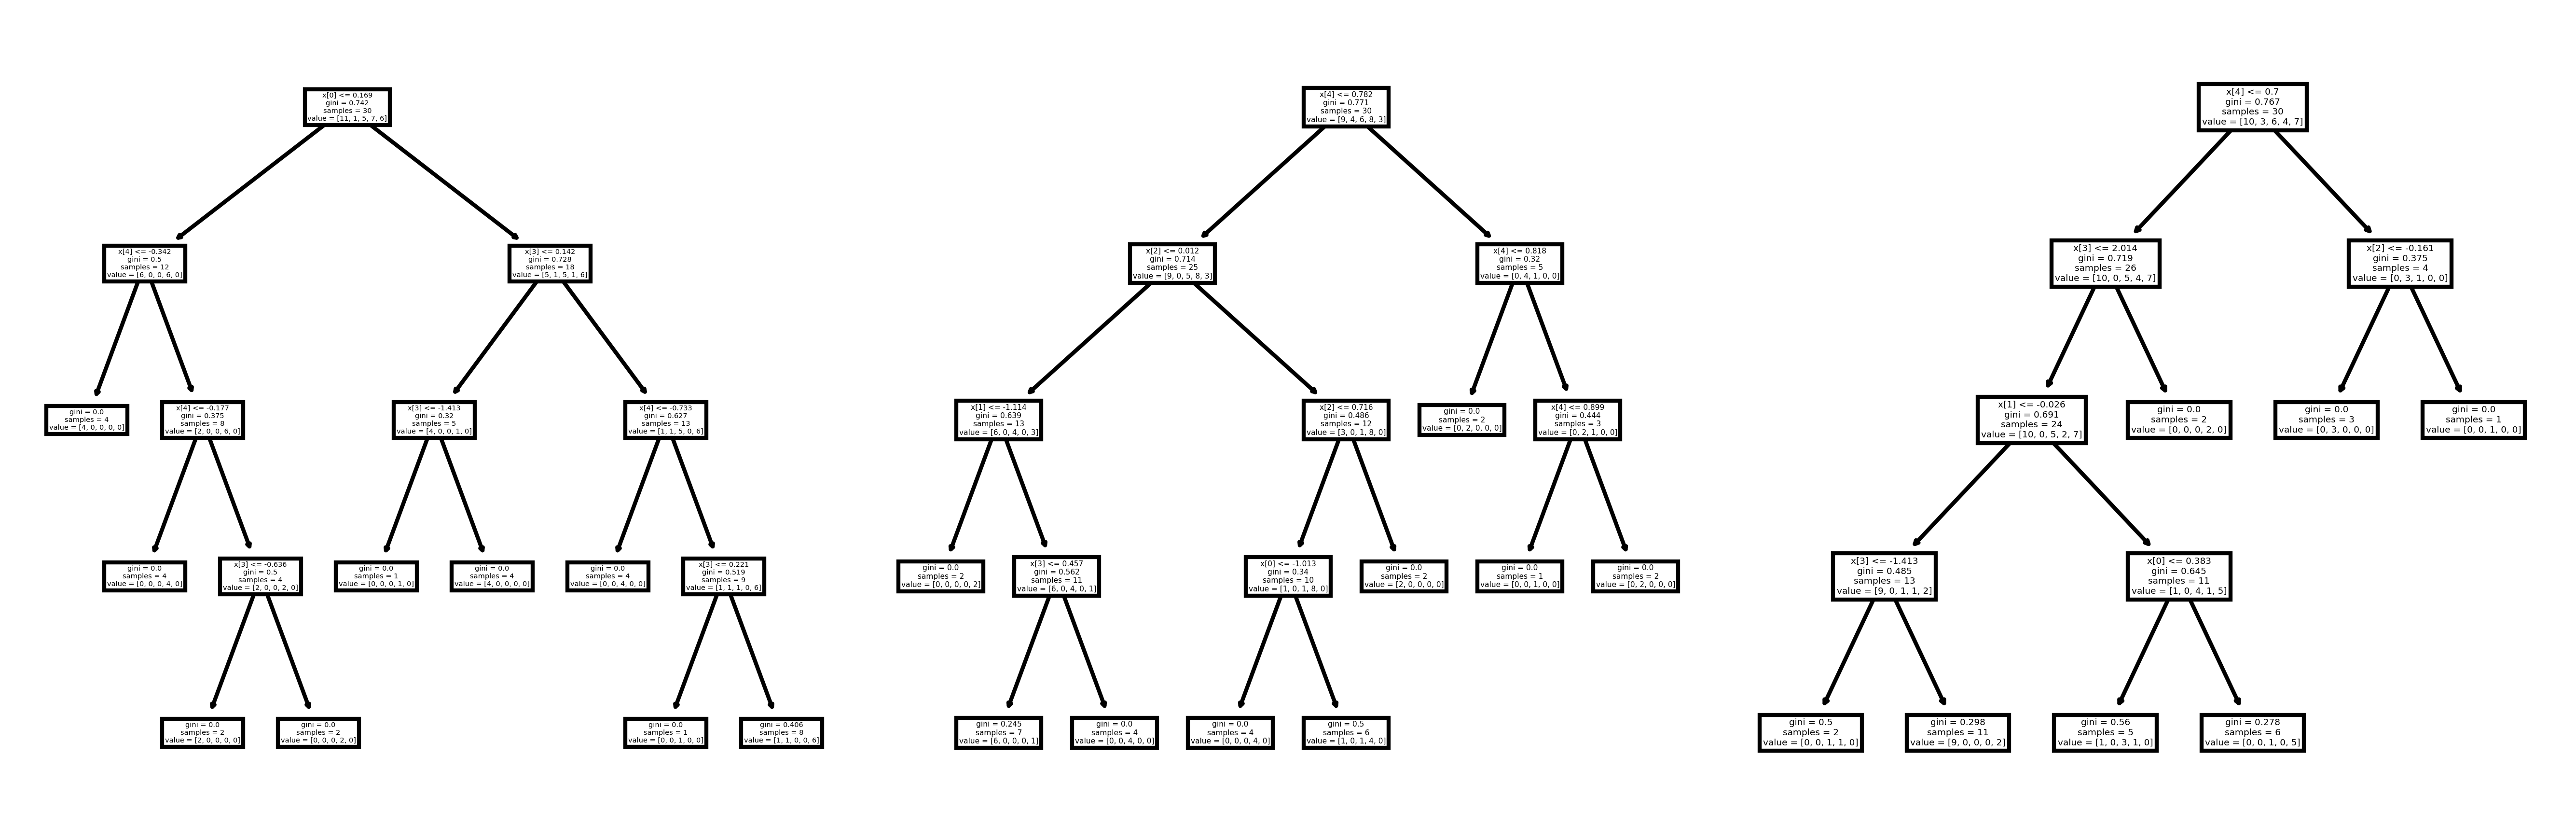 x[0] <= 0.169
gini = 0.742
samples = 30
value = [11, 1, 5, 7, 6]
x[4] <= -0.342
gini = 0.5
samples = 12
value = [6, 0, 0, 6, 0]
x[3] <= 0.142
gini = 0.728
samples = 18
value = [5, 1, 5, 1, 6]
gini = 0.0
samples = 4
value = [4, 0, 0, 0, 0]
x[4] <= -0.177
gini = 0.375
samples = 8
value = [2, 0, 0, 6, 0]
x[3] <= -1.413
gini = 0.32
samples = 5
value = [4, 0, 0, 1, 0]
x[4] <= -0.733
gini = 0.627
samples = 13
value = [1, 1, 5, 0, 6]
gini = 0.0
samples = 4
value = [0, 0, 0, 4, 0]
x[3] <= -0.636
gini = 0.5
samples = 4
value = [2, 0, 0, 2, 0]
gini = 0.0
samples = 1
value = [0, 0, 0, 1, 0]
gini = 0.0
samples = 4
value = [4, 0, 0, 0, 0]
gini = 0.0
samples = 4
value = [0, 0, 4, 0, 0]
x[3] <= 0.221
gini = 0.519
samples = 9
value = [1, 1, 1, 0, 6]
gini = 0.0
samples = 2
value = [2, 0, 0, 0, 0]
gini = 0.0
samples = 2
value = [0, 0, 0, 2, 0]
gini = 0.0
samples = 1
value = [0, 0, 1, 0, 0]
gini = 0.406
samples = 8
value = [1, 1, 0, 0, 6]
x[4] <= 0.782
gini = 0.771
samples = 30
value = [9, 4, 6, 8, 3]
x[2] <= 0.012
gini = 0.714
samples = 25
value = [9, 0, 5, 8, 3]
x[4] <= 0.818
gini = 0.32
samples = 5
value = [0, 4, 1, 0, 0]
x[1] <= -1.114
gini = 0.639
samples = 13
value = [6, 0, 4, 0, 3]
x[2] <= 0.716
gini = 0.486
samples = 12
value = [3, 0, 1, 8, 0]
gini = 0.0
samples = 2
value = [0, 2, 0, 0, 0]
x[4] <= 0.899
gini = 0.444
samples = 3
value = [0, 2, 1, 0, 0]
gini = 0.0
samples = 2
value = [0, 0, 0, 0, 2]
x[3] <= 0.457
gini = 0.562
samples = 11
value = [6, 0, 4, 0, 1]
x[0] <= -1.013
gini = 0.34
samples = 10
value = [1, 0, 1, 8, 0]
gini = 0.0
samples = 2
value = [2, 0, 0, 0, 0]
gini = 0.0
samples = 1
value = [0, 0, 1, 0, 0]
gini = 0.0
samples = 2
value = [0, 2, 0, 0, 0]
gini = 0.245
samples = 7
value = [6, 0, 0, 0, 1]
gini = 0.0
samples = 4
value = [0, 0, 4, 0, 0]
gini = 0.0
samples = 4
value = [0, 0, 0, 4, 0]
gini = 0.5
samples = 6
value = [1, 0, 1, 4, 0]
x[4] <= 0.7
gini = 0.767
samples = 30
value = [10, 3, 6, 4, 7]
x[3] <= 2.014
gini = 0.719
samples = 26
value = [10, 0, 5, 4, 7]
x[2] <= -0.161
gini = 0.375
samples = 4
value = [0, 3, 1, 0, 0]
x[1] <= -0.026
gini = 0.691
samples = 24
value = [10, 0, 5, 2, 7]
gini = 0.0
samples = 2
value = [0, 0, 0, 2, 0]
gini = 0.0
samples = 3
value = [0, 3, 0, 0, 0]
gini = 0.0
samples = 1
value = [0, 0, 1, 0, 0]
x[3] <= -1.413
gini = 0.485
samples = 13
value = [9, 0, 1, 1, 2]
x[0] <= 0.383
gini = 0.645
samples = 11
value = [1, 0, 4, 1, 5]
gini = 0.5
samples = 2
value = [0, 0, 1, 1, 0]
gini = 0.298
samples = 11
value = [9, 0, 0, 0, 2]
gini = 0.56
samples = 5
value = [1, 0, 3, 1, 0]
gini = 0.278
samples = 6
value = [0, 0, 1, 0, 5]